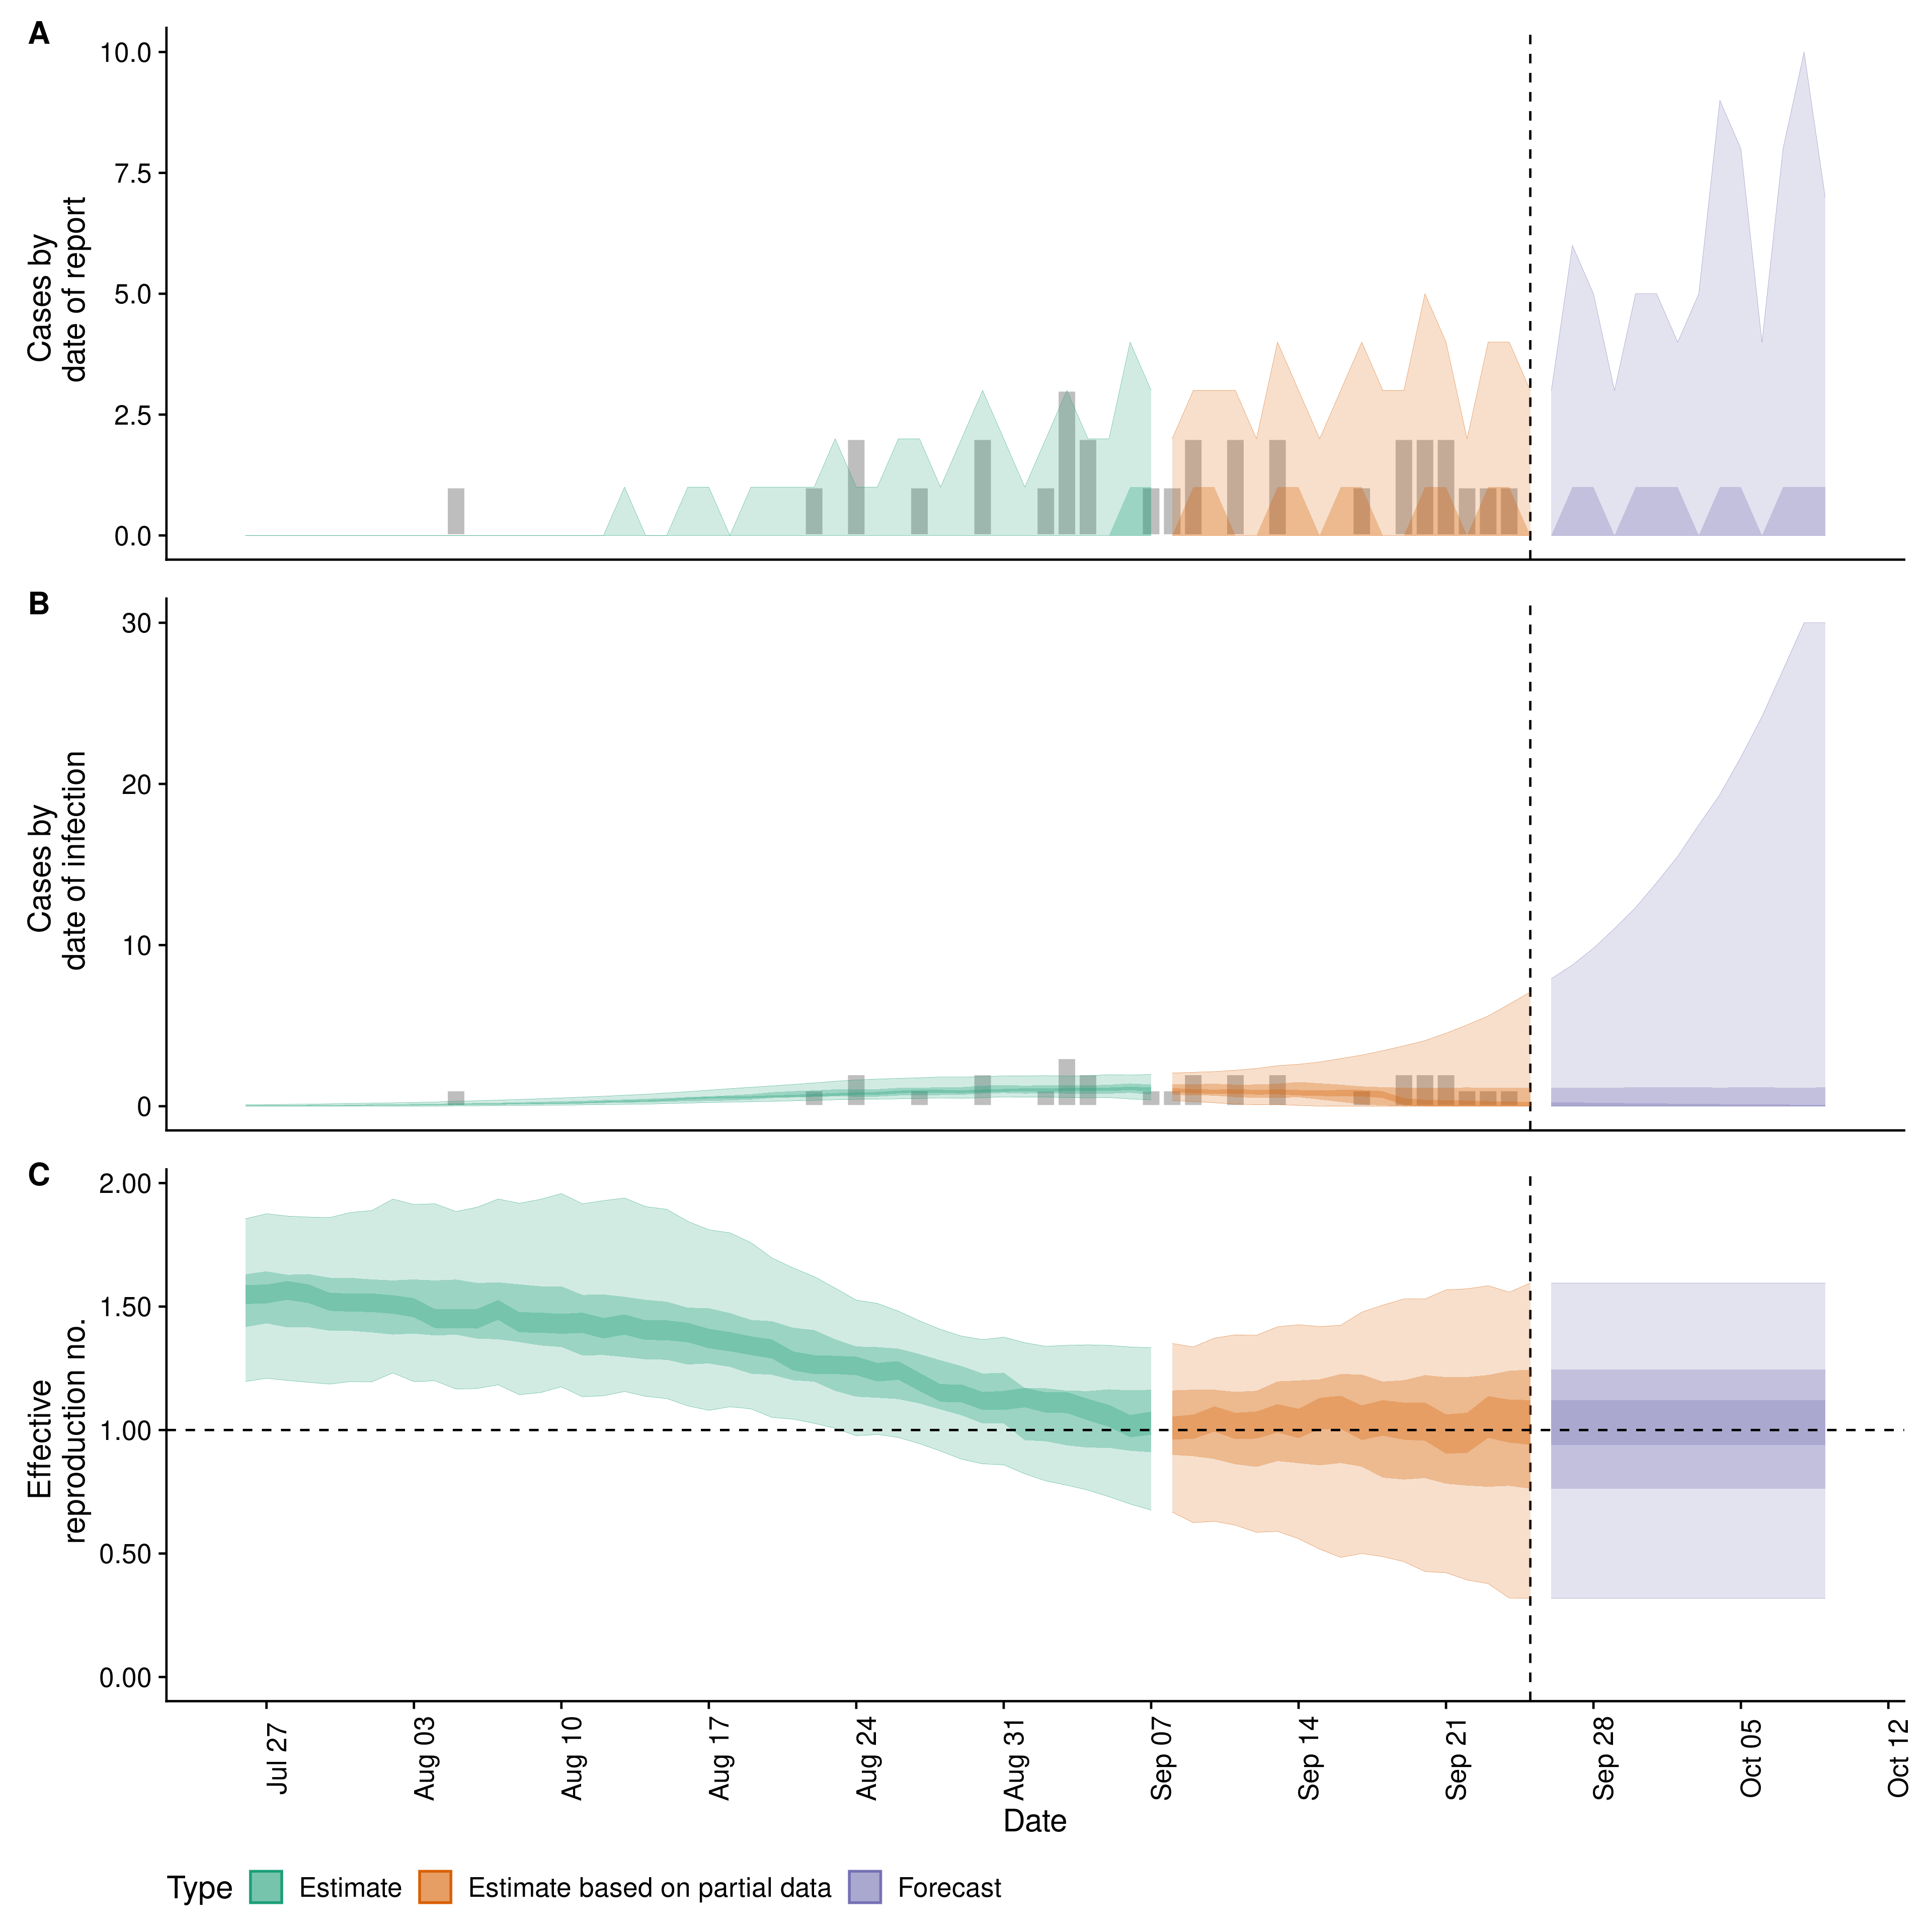 A
10.0
7.5
5.0
2.5
0.0
Cases by
date of report
B
30
20
10
0
Cases by
date of infection
C
2.00
1.50
1.00
0.50
0.00
Effective
reproduction no.
Jul 27
Aug 03
Aug 10
Aug 17
Aug 24
Aug 31
Sep 07
Sep 14
Sep 21
Sep 28
Oct 05
Oct 12
Date
Type
Estimate
Estimate based on partial data
Forecast